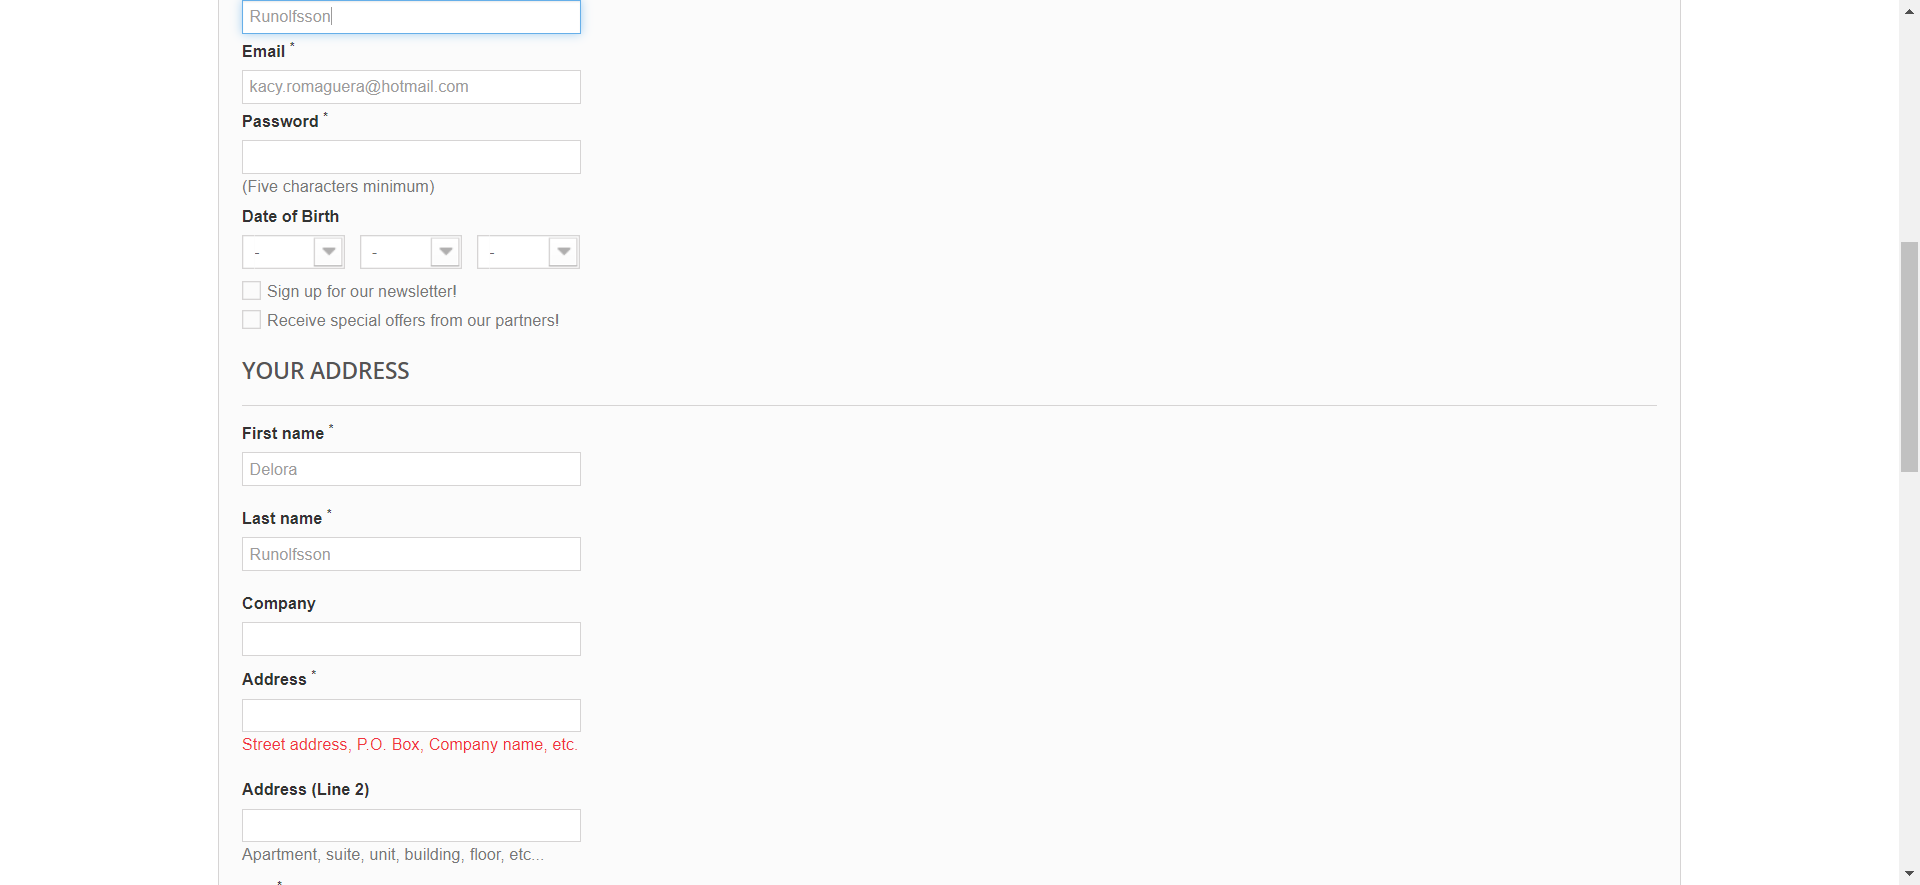 Runolfsson
Email *
kacy.romaguera@hotmail.com
Password *
(Five characters minimum)
Date of Birth
- - -
Sign up for our newsletter!
Receive special offers from our partners!
YOUR ADDRESS
First name *
Delora
Last name *
Runolfsson
Company
Address *
Street address, P.O. Box, Company name, etc.
Address (Line 2)
Apartment, suite, unit, building, floor, etc...
*